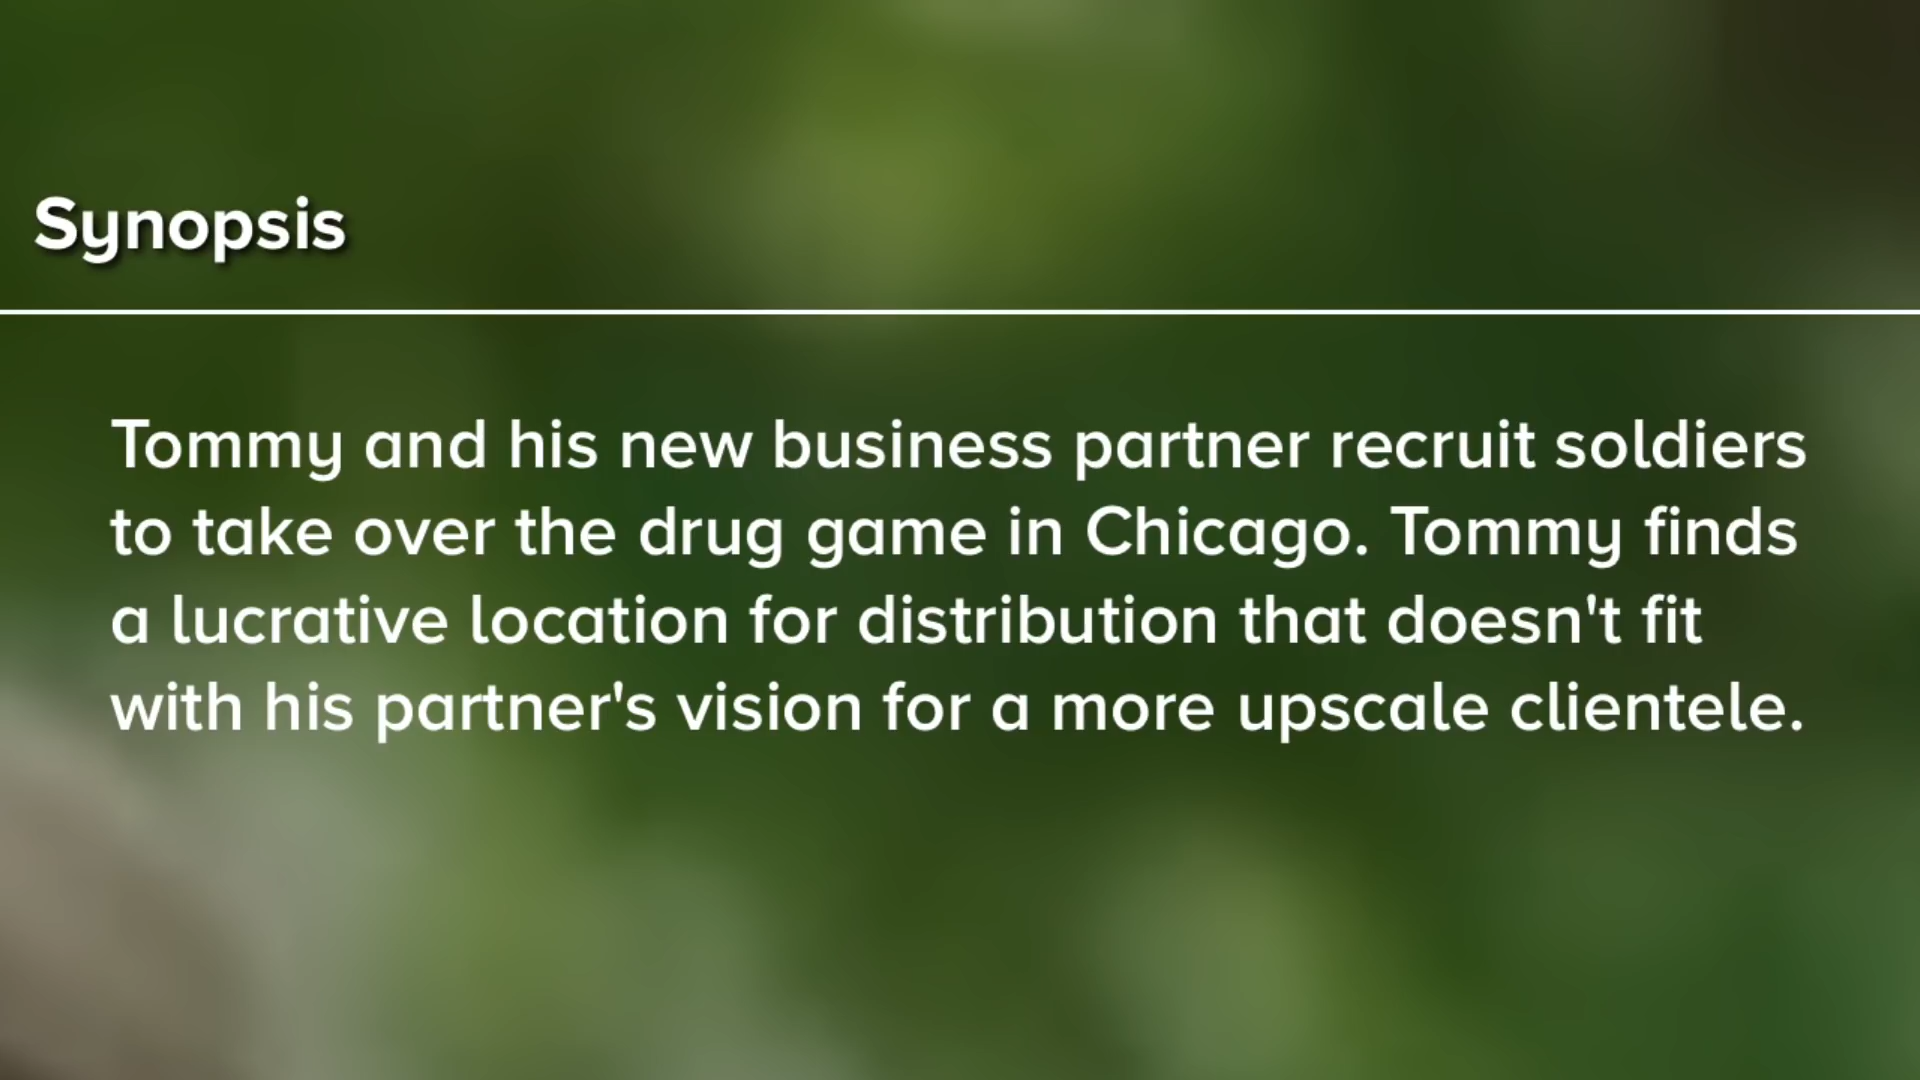 Synopsis
Tommy and his new business partner recruit soldiers
to take over the drug game in Chicago. Tommy finds
a lucrative location for distribution that doesn't fit
with his partner's vision for a more upscale clientele.